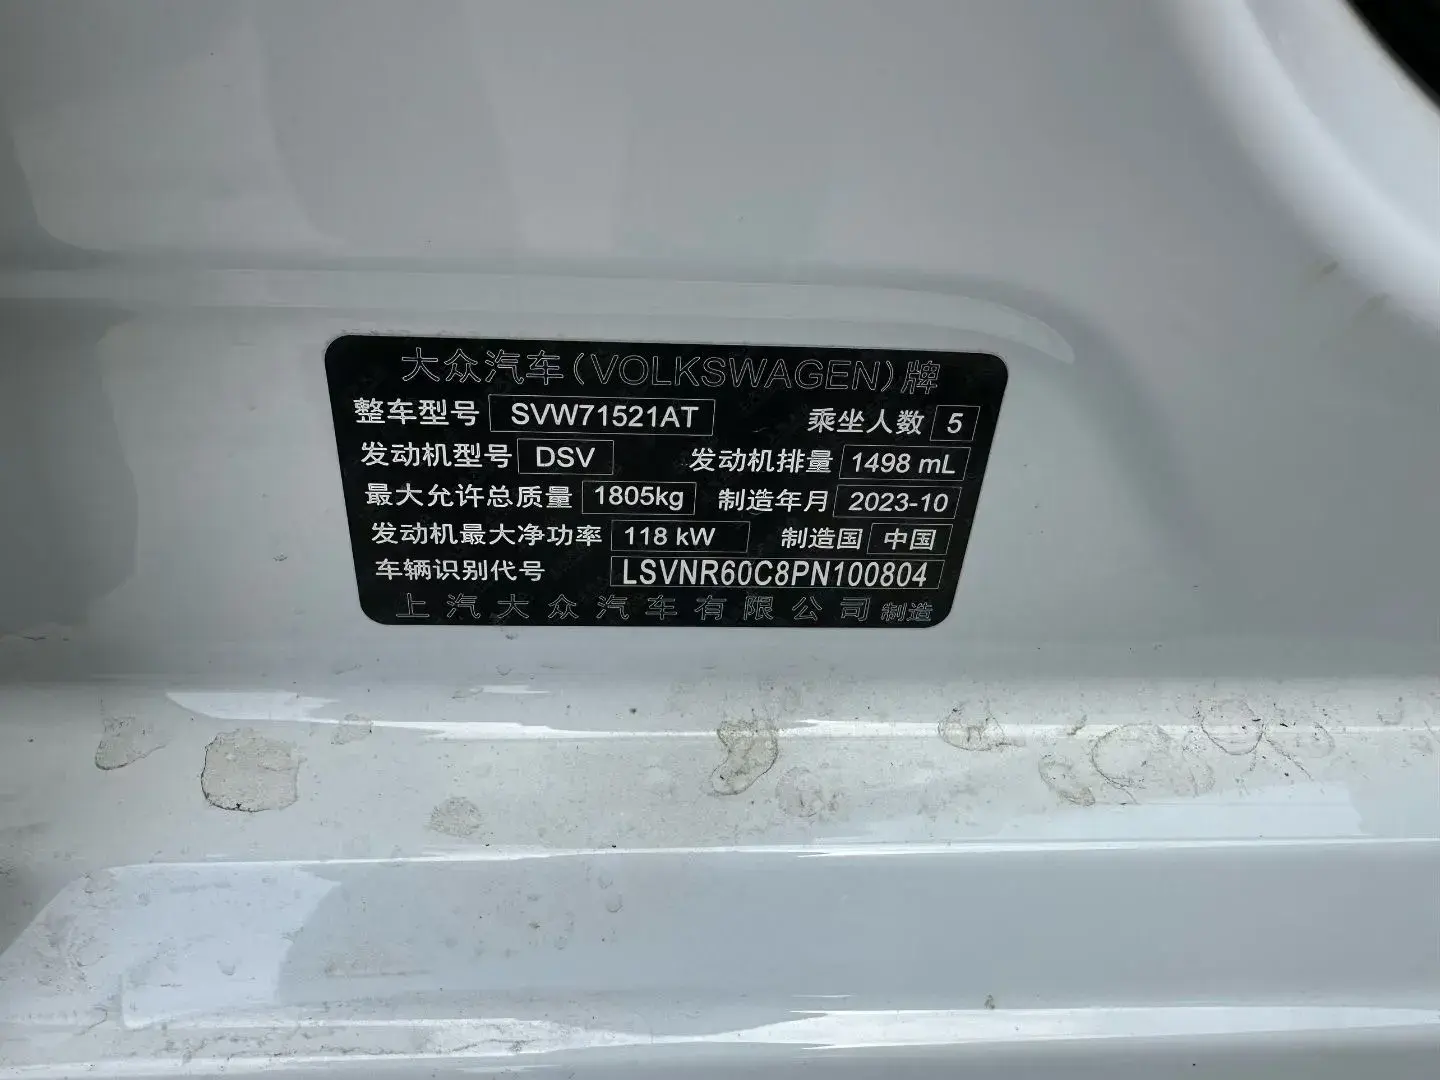 大众汽车(VOLKSWAGEN)牌
整车型号 SVW71521AT 乘坐人数 5
发动机型号 DSV 发动机排量 1498 mL
最大允许总质量 1805kg 制造年月 2023-10
发动机最大净功率 118 kW 制造国 中国
车辆识别代号 LSVNR60C8PN100804
上汽大众汽车有限公司 制造